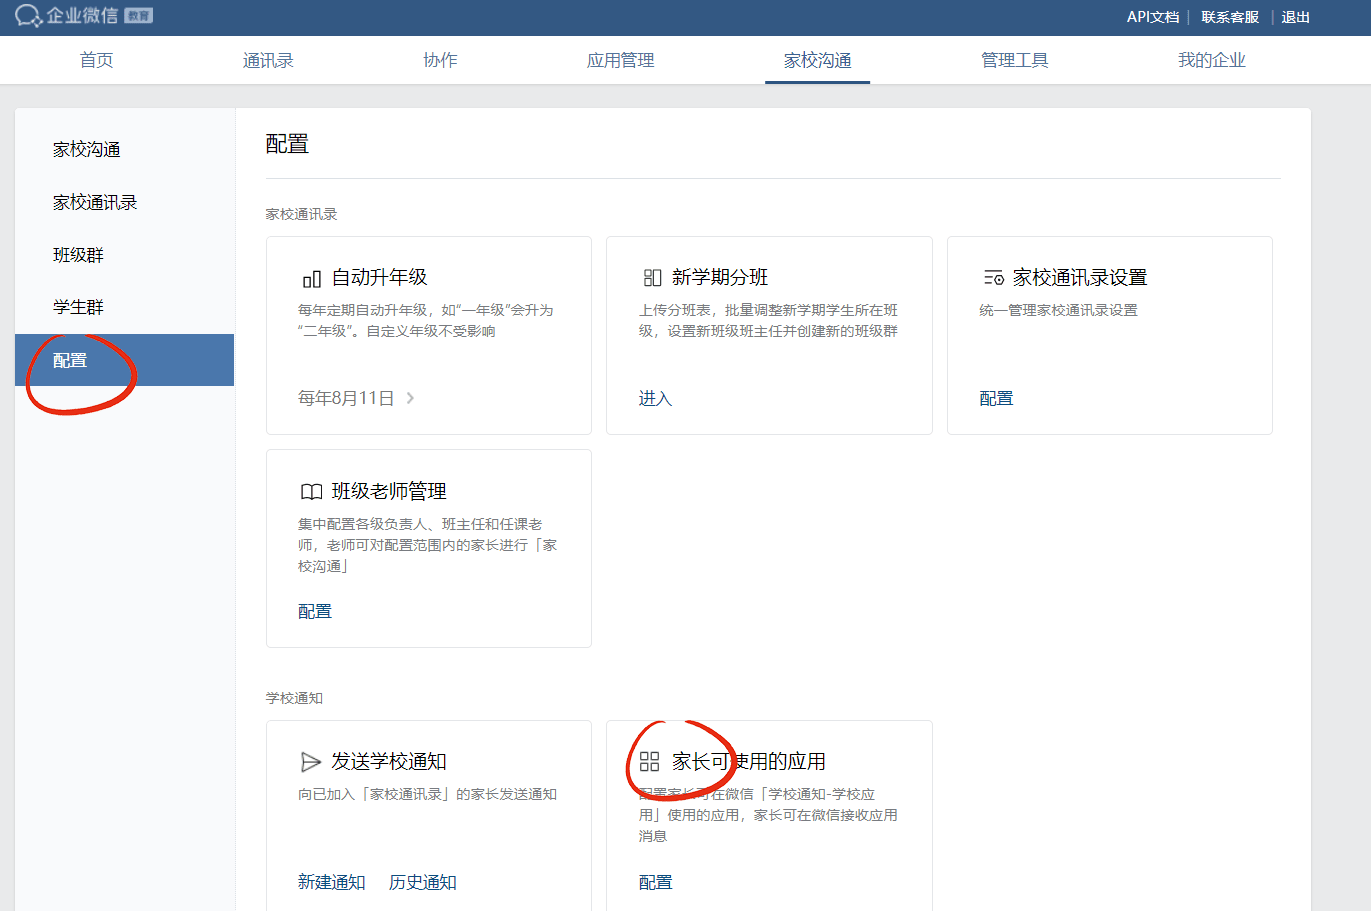 企业微信 教育
API文档 | 联系客服 | 退出
首页 通讯录 协作 应用管理 家校沟通 管理工具 我的企业
家校沟通
家校通讯录
班级群
学生群
配置
配置
家校通讯录
自动升年级
每年定期自动升年级，如“一年级”会升为
“二年级”。自定义年级不受影响
每年8月11日
新学期分班
上传分班表，批量调整新学期学生所在班
级，设置新班级班主任并创建新的班级群
进入
家校通讯录设置
统一管理家校通讯录设置
配置
班级老师管理
集中配置各级负责人、班主任和任课老
师，老师可对配置范围内的家长进行「家
校沟通」
配置
学校通知
发送学校通知
向已加入「家校通讯录」的家长发送通知
新建通知 历史通知
家长可使用的应用
配置家长可在微信「学校通知-学校应
用」使用的应用，家长可在微信接收应用
消息
配置